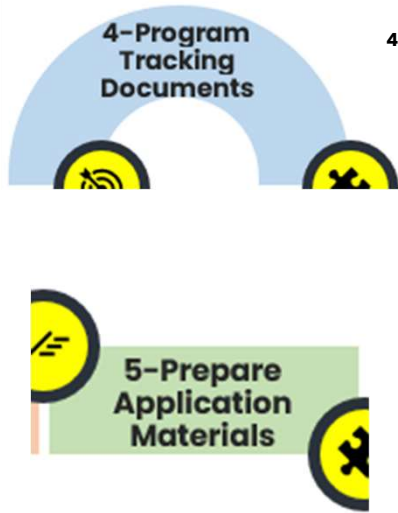 4-Program
Tracking
Documents
4
5-Prepare
Application
Materials